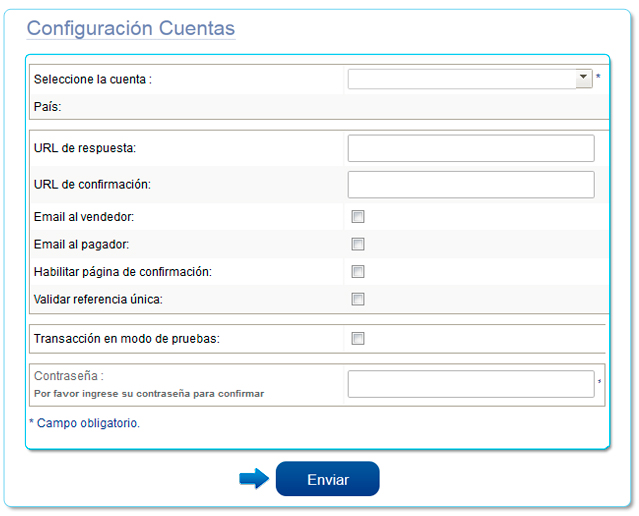 Configuración Cuentas
Seleccione la cuenta : *
País:
URL de respuesta:
URL de confirmación:
Email al vendedor:
Email al pagador:
Habilitar página de confirmación:
Validar referencia única:
Transacción en modo de pruebas:
Contraseña : *
Por favor ingrese su contraseña para confirmar
* Campo obligatorio.
Enviar